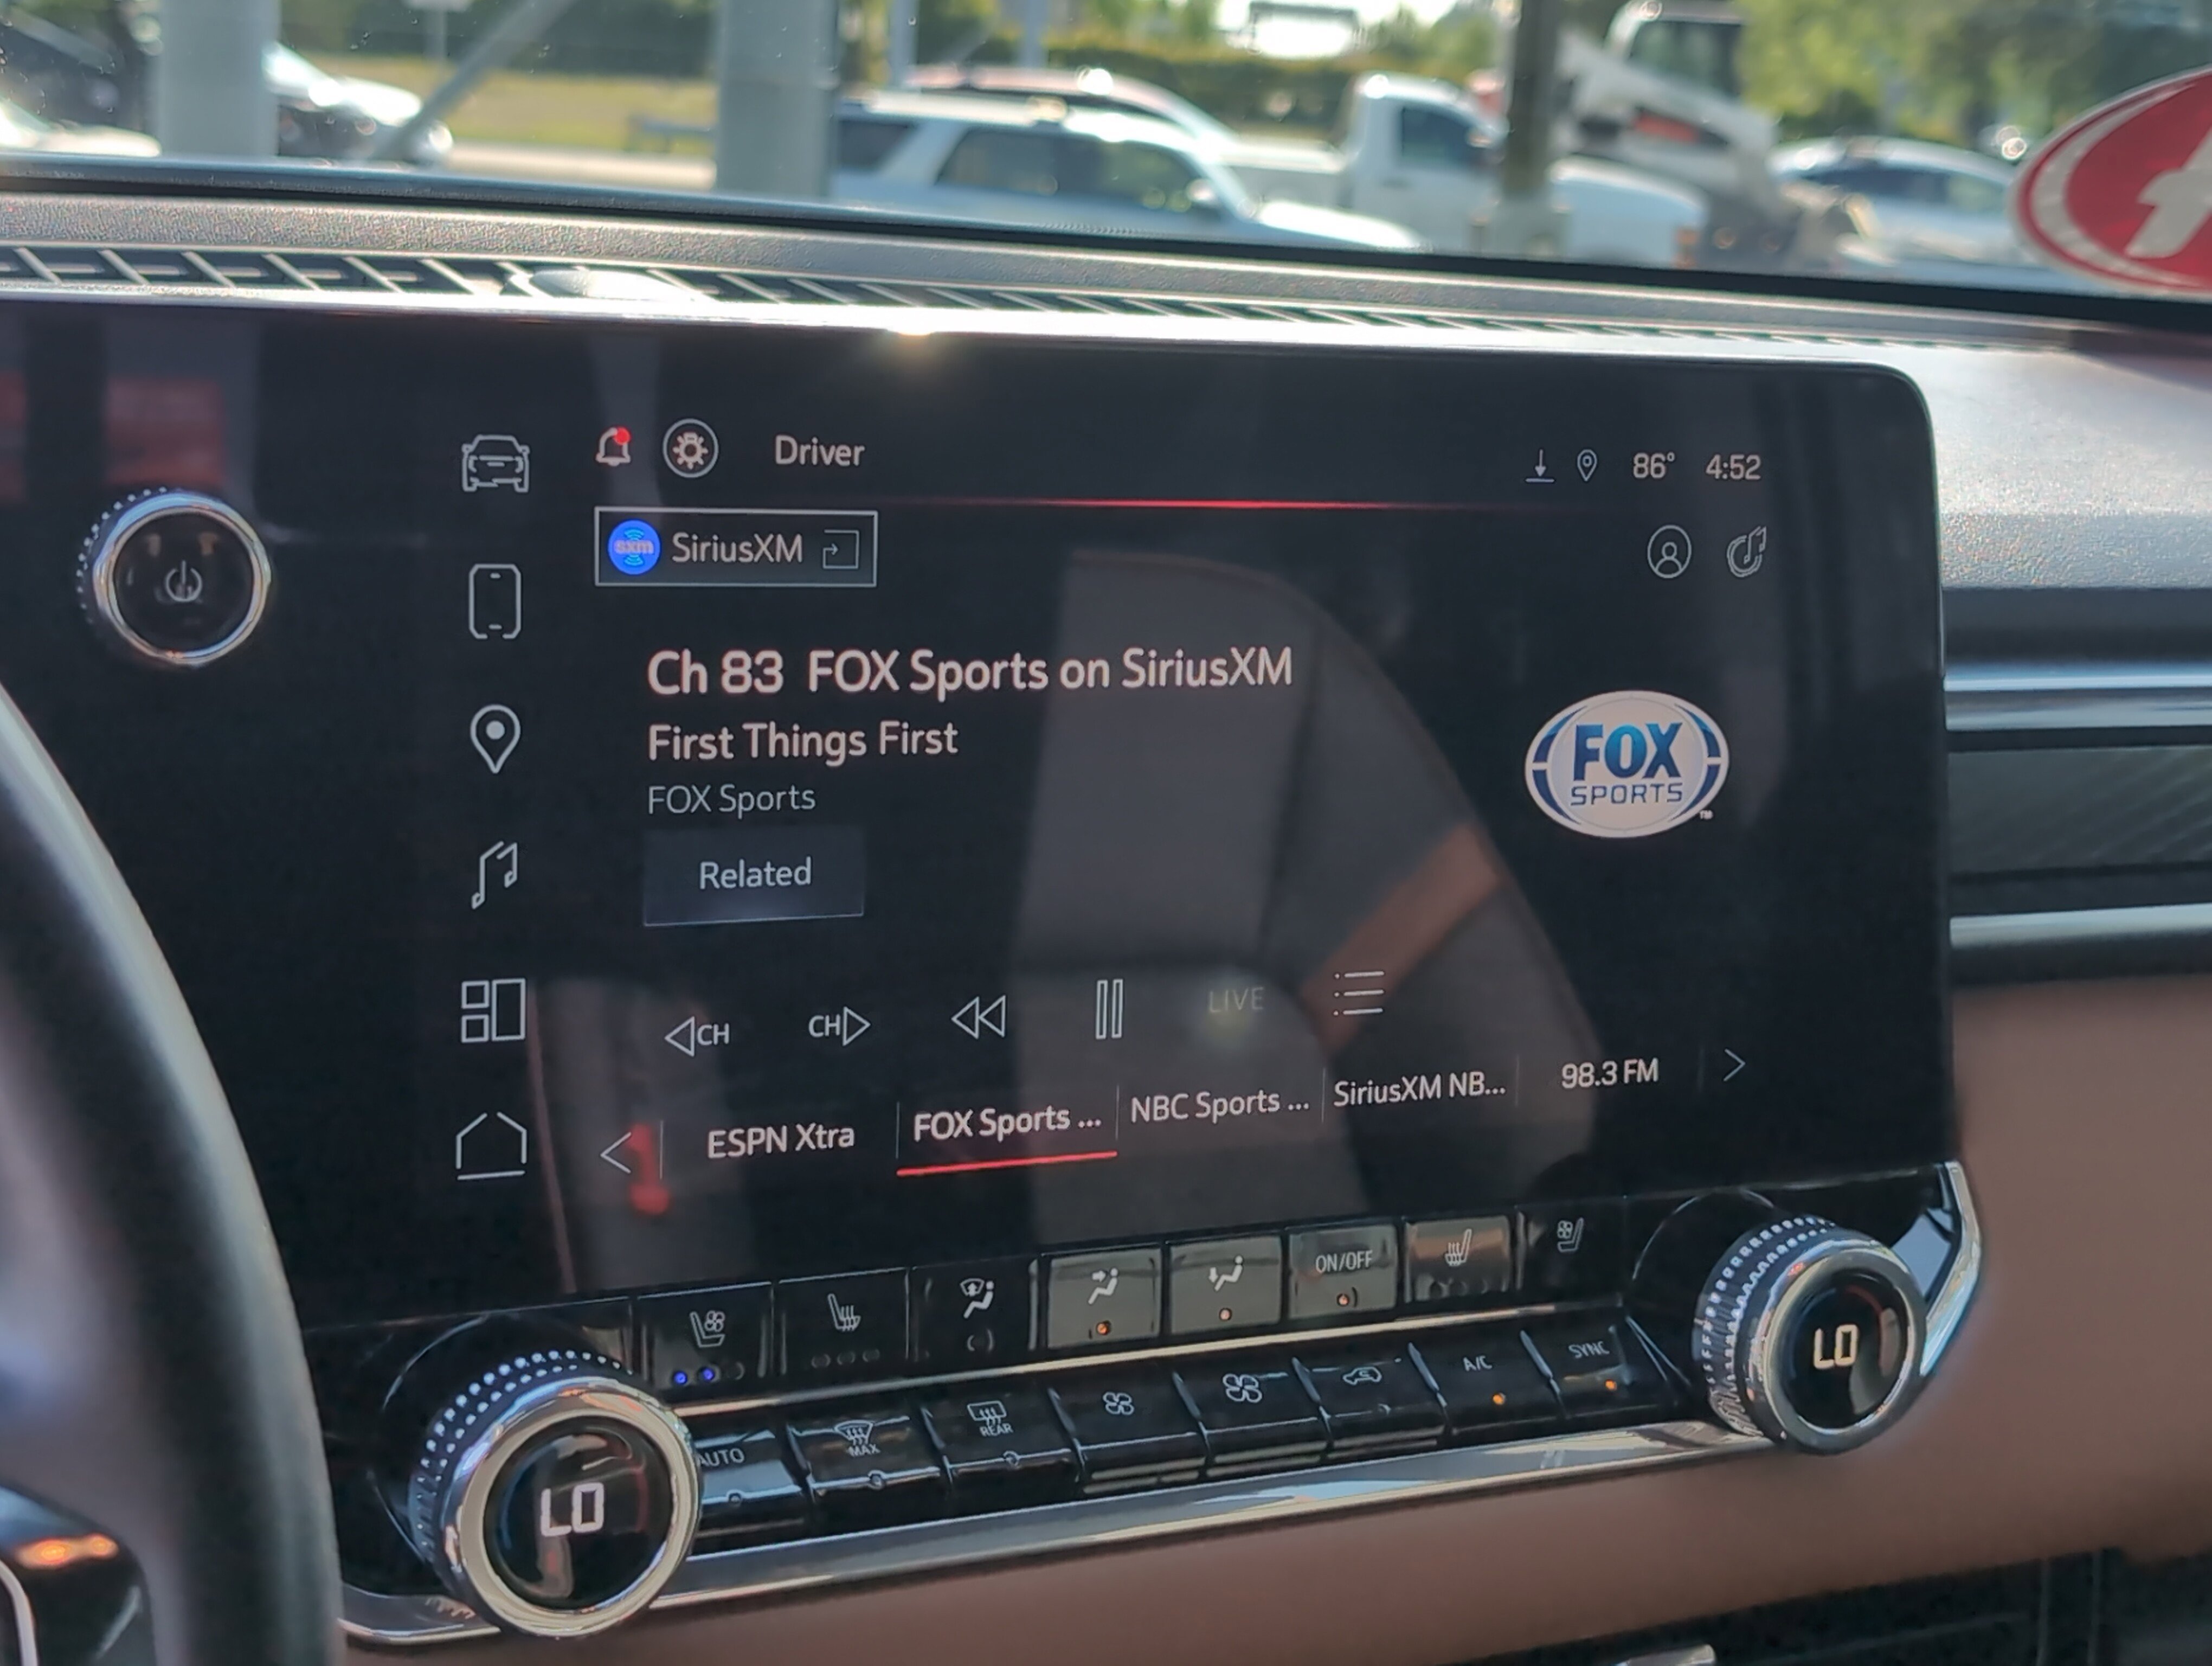 Driver
86° 4:52
sxm SiriusXM
Ch 83 FOX Sports on SiriusXM
First Things First
FOX Sports
FOX
SPORTS
™
Related
CH CH LIVE
ESPN Xtra FOX Sports ... NBC Sports ... SiriusXM NB... 98.3 FM
ON/OFF
AUTO MAX REAR A/C SYNC
LO LO